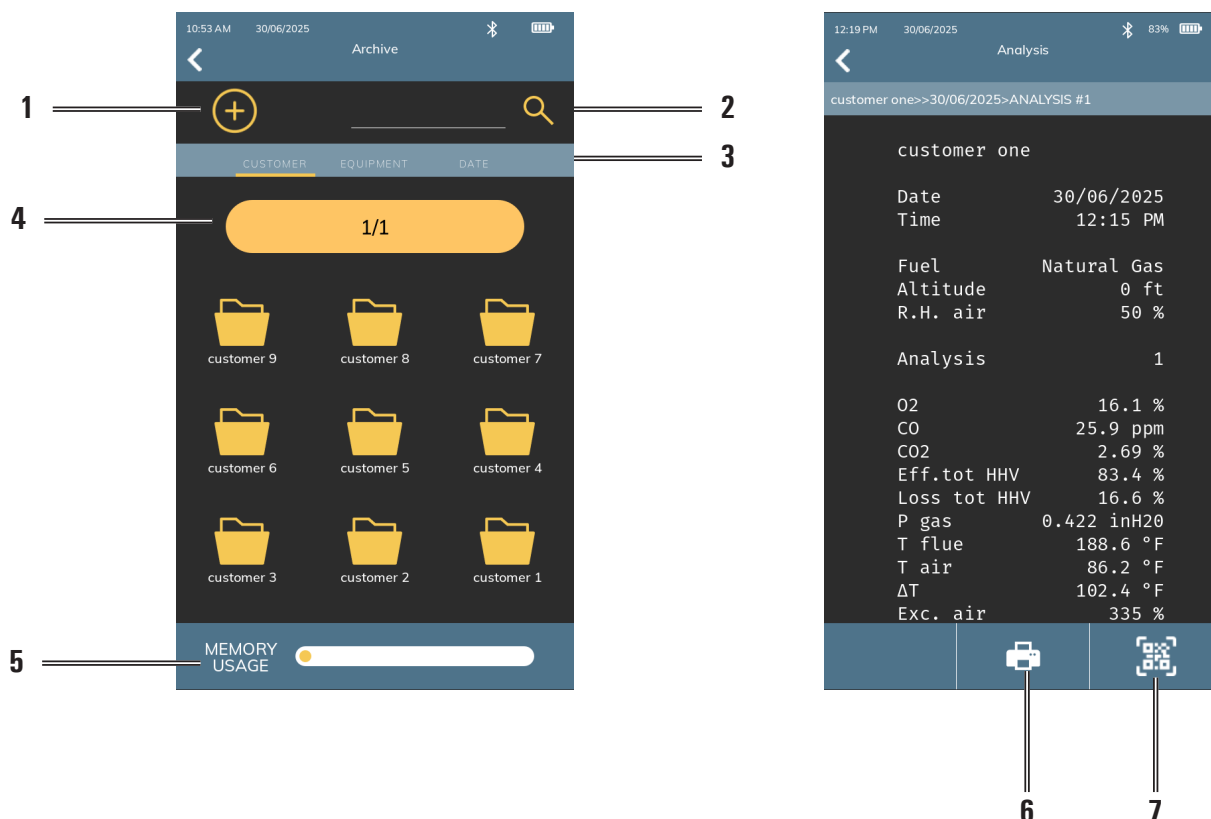 10:53 AM 30/06/2025
Archive
1
2
CUSTOMER EQUIPMENT DATE
3
4
1/1
customer 9 customer 8 customer 7
customer 6 customer 5 customer 4
customer 3 customer 2 customer 1
5
MEMORY
USAGE
12:19 PM 30/06/2025 83%
Analysis
customer one>>30/06/2025>ANALYSIS #1
customer one
Date 30/06/2025
Time 12:15 PM
Fuel Natural Gas
Altitude 0 ft
R.H. air 50 %
Analysis 1
O2 16.1 %
CO 25.9 ppm
CO2 2.69 %
Eff.tot HHV 83.4 %
Loss tot HHV 16.6 %
P gas 0.422 inH20
T flue 188.6 °F
T air 86.2 °F
ΔT 102.4 °F
Exc. air 335 %
6 7